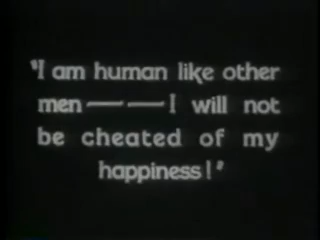 "I am human like other
men — — I will not
be cheated of my
happiness!"